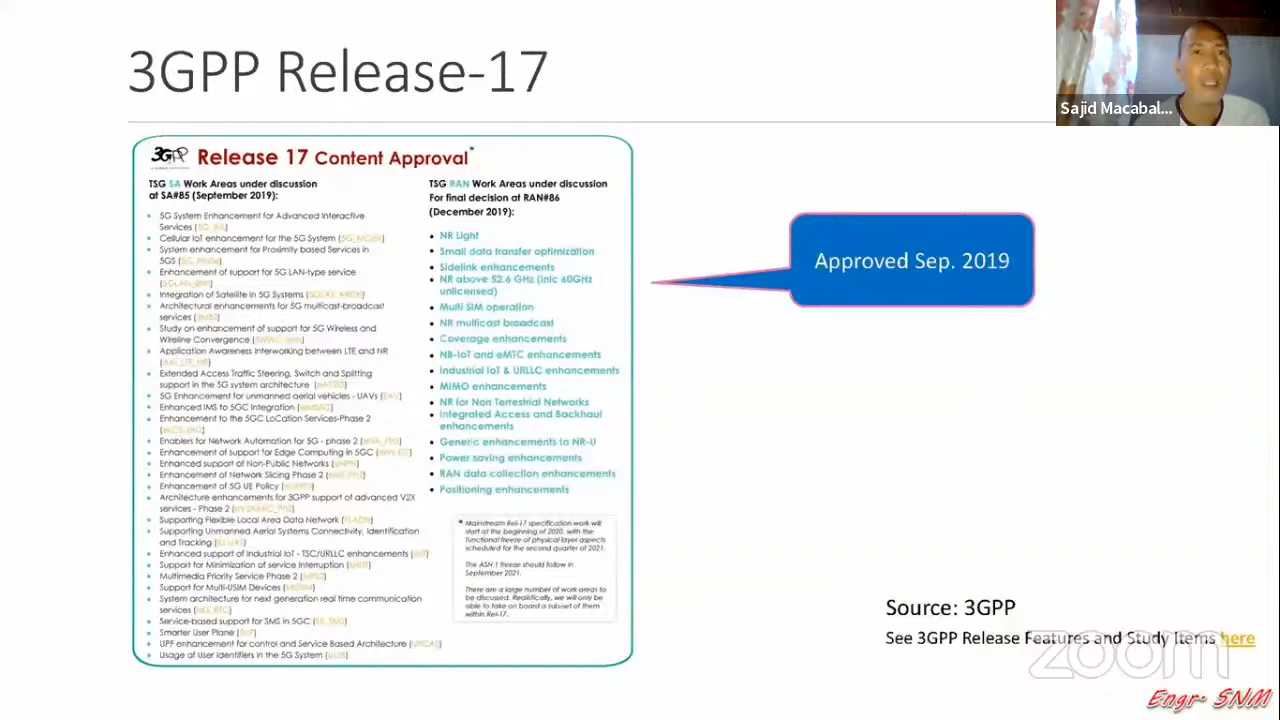 3GPP Release-17
Sajid Macabal...
3GPP
Release 17 Content Approval*
TSG SA Work Areas under discussion
at SA#85 (September 2019):
5G System Enhancement for Advanced Interactive
Services
Cellular IoT enhancement for the 5G System
System enhancement for Proximity based Services in
5GS
Enhancement of support for 5G LAN-type service
Integration of Satellite in 5G Systems
Architectural enhancements for 5G multicast-broadcast
services
Study on enhancement of support for 5G Wireless and
Wireline Convergence
Application Awareness Interworking between LTE and NR
Extended Access Traffic Steering, Switch and Splitting
support in the 5G system architecture
5G Enhancement for unmanned aerial vehicles - UAVs
Enhanced IMS to 5GC Integration
Enhancement to the 5GC LoCation Services-Phase 2
Enablers for Network Automation for 5G - phase 2
Enhancement of support for Edge Computing in 5GC
Enhanced support of Non-Public Networks
Enhancement of Network Slicing Phase 2
Enhancement of 5G UE Policy
Architecture enhancements for 3GPP support of advanced V2X
services - Phase 2
Supporting Flexible Local Area Data Network
Supporting Unmanned Aerial Systems Connectivity, Identification
and Tracking
Enhanced support of Industrial IoT - TSC/URLLC enhancements
Support for Minimization of service Interruption
Multimedia Priority Service Phase 2
Support for Multi-USIM Devices
System architecture for next generation real time communication
services
Service-based support for SMS in 5GC
Smarter User Plane
UPF enhancement for control and Service Based Architecture
Usage of User Identifiers in the 5G System
TSG RAN Work Areas under discussion
For final decision at RAN#86
(December 2019):
NR Light
Small data transfer optimization
Sidelink enhancements
NR above 52.6 GHz (inlc 60GHz
unlicensed)
Multi SIM operation
NR multicast broadcast
Coverage enhancements
NB-IoT and eMTC enhancements
Industrial IoT & URLLC enhancements
MIMO enhancements
NR for Non Terrestrial Networks
Integrated Access and Backhaul
enhancements
Generic enhancements to NR-U
Power saving enhancements
RAN data collection enhancements
Positioning enhancements
* Mainstream Rel-17 specification work will
start at the beginning of 2020, with the
functional freeze of physical layer aspects
scheduled for the second quarter of 2021.
The ASN.1 freeze should follow in
September 2021.
There are a large number of work areas to
be discussed. Realistically, we will only be
able to take on board a subset of them
within Rel-17.
Approved Sep. 2019
Source: 3GPP
See 3GPP Release Features and Study Items here
zoom
Engr- SNM